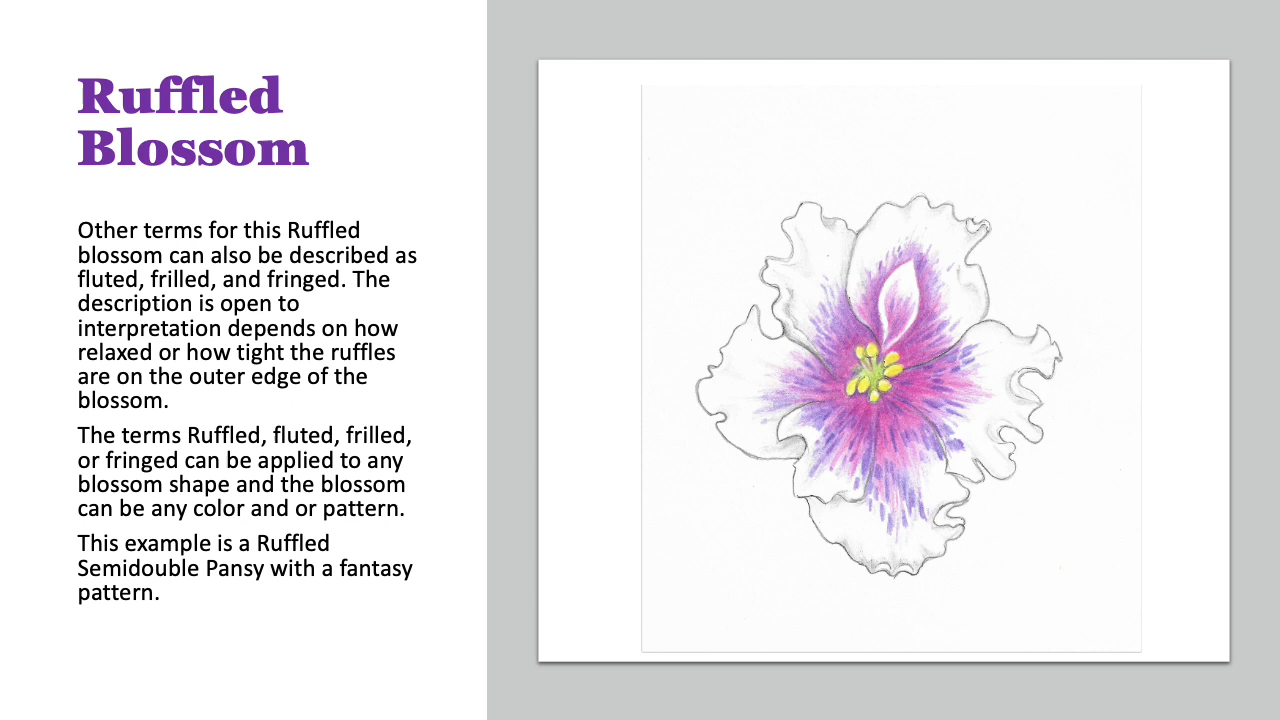 Ruffled
Blossom
Other terms for this Ruffled
blossom can also be described as
fluted, frilled, and fringed. The
description is open to
interpretation depends on how
relaxed or how tight the ruffles
are on the outer edge of the
blossom.
The terms Ruffled, fluted, frilled,
or fringed can be applied to any
blossom shape and the blossom
can be any color and or pattern.
This example is a Ruffled
Semidouble Pansy with a fantasy
pattern.